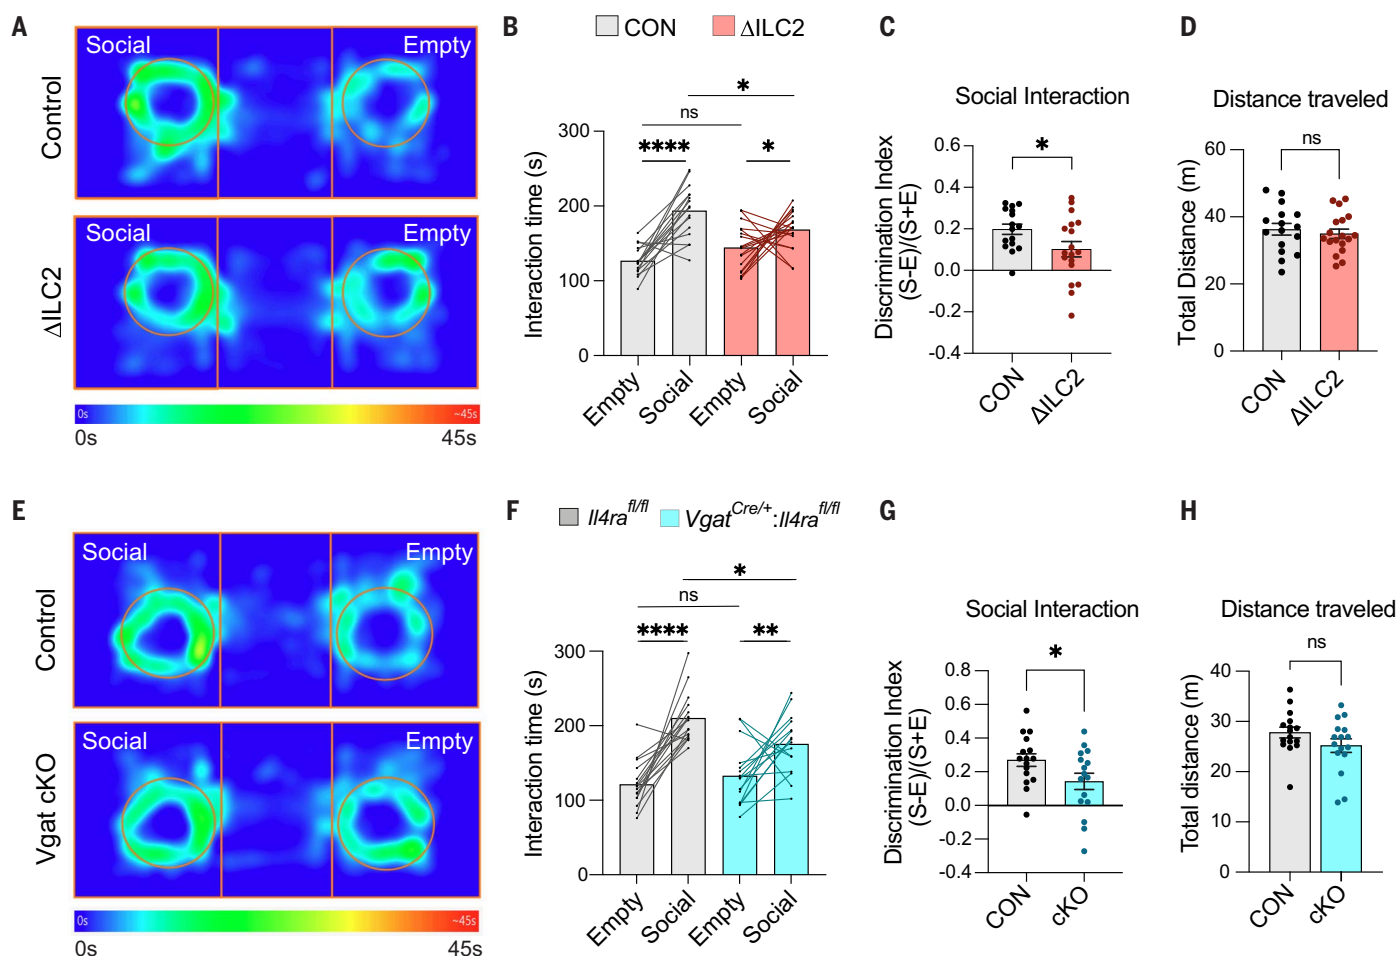 A
Social
Empty
Control
Social
Empty
ΔILC2
0s
~45s
0s
45s
B
CON
ΔILC2
*
ns
****
*
Interaction time (s)
300
200
100
0
Empty
Social
Empty
Social
C
Social Interaction
*
Discrimination Index
(S-E)/(S+E)
0.6
0.4
0.2
0.0
-0.2
-0.4
CON
ΔILC2
D
Distance traveled
ns
Total Distance (m)
60
40
20
0
CON
ΔILC2
E
Social
Empty
Control
Social
Empty
Vgat cKO
0s
~45s
0s
45s
F
Il4ra^fl/fl
Vgat^Cre/+:Il4ra^fl/fl
*
ns
****
**
Interaction time (s)
300
200
100
0
Empty
Social
Empty
Social
G
Social Interaction
*
Discrimination Index
(S-E)/(S+E)
0.8
0.6
0.4
0.2
0.0
-0.2
-0.4
CON
cKO
H
Distance traveled
ns
Total distance (m)
40
30
20
10
0
CON
cKO